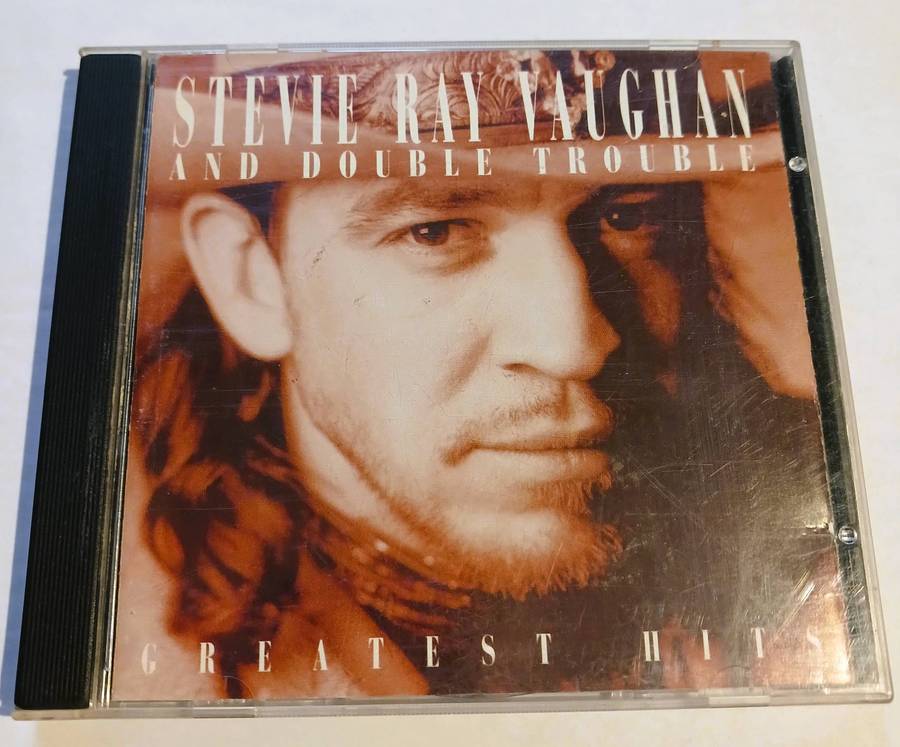 STEVIE RAY VAUGHAN
AND DOUBLE TROUBLE
GREATEST HITS